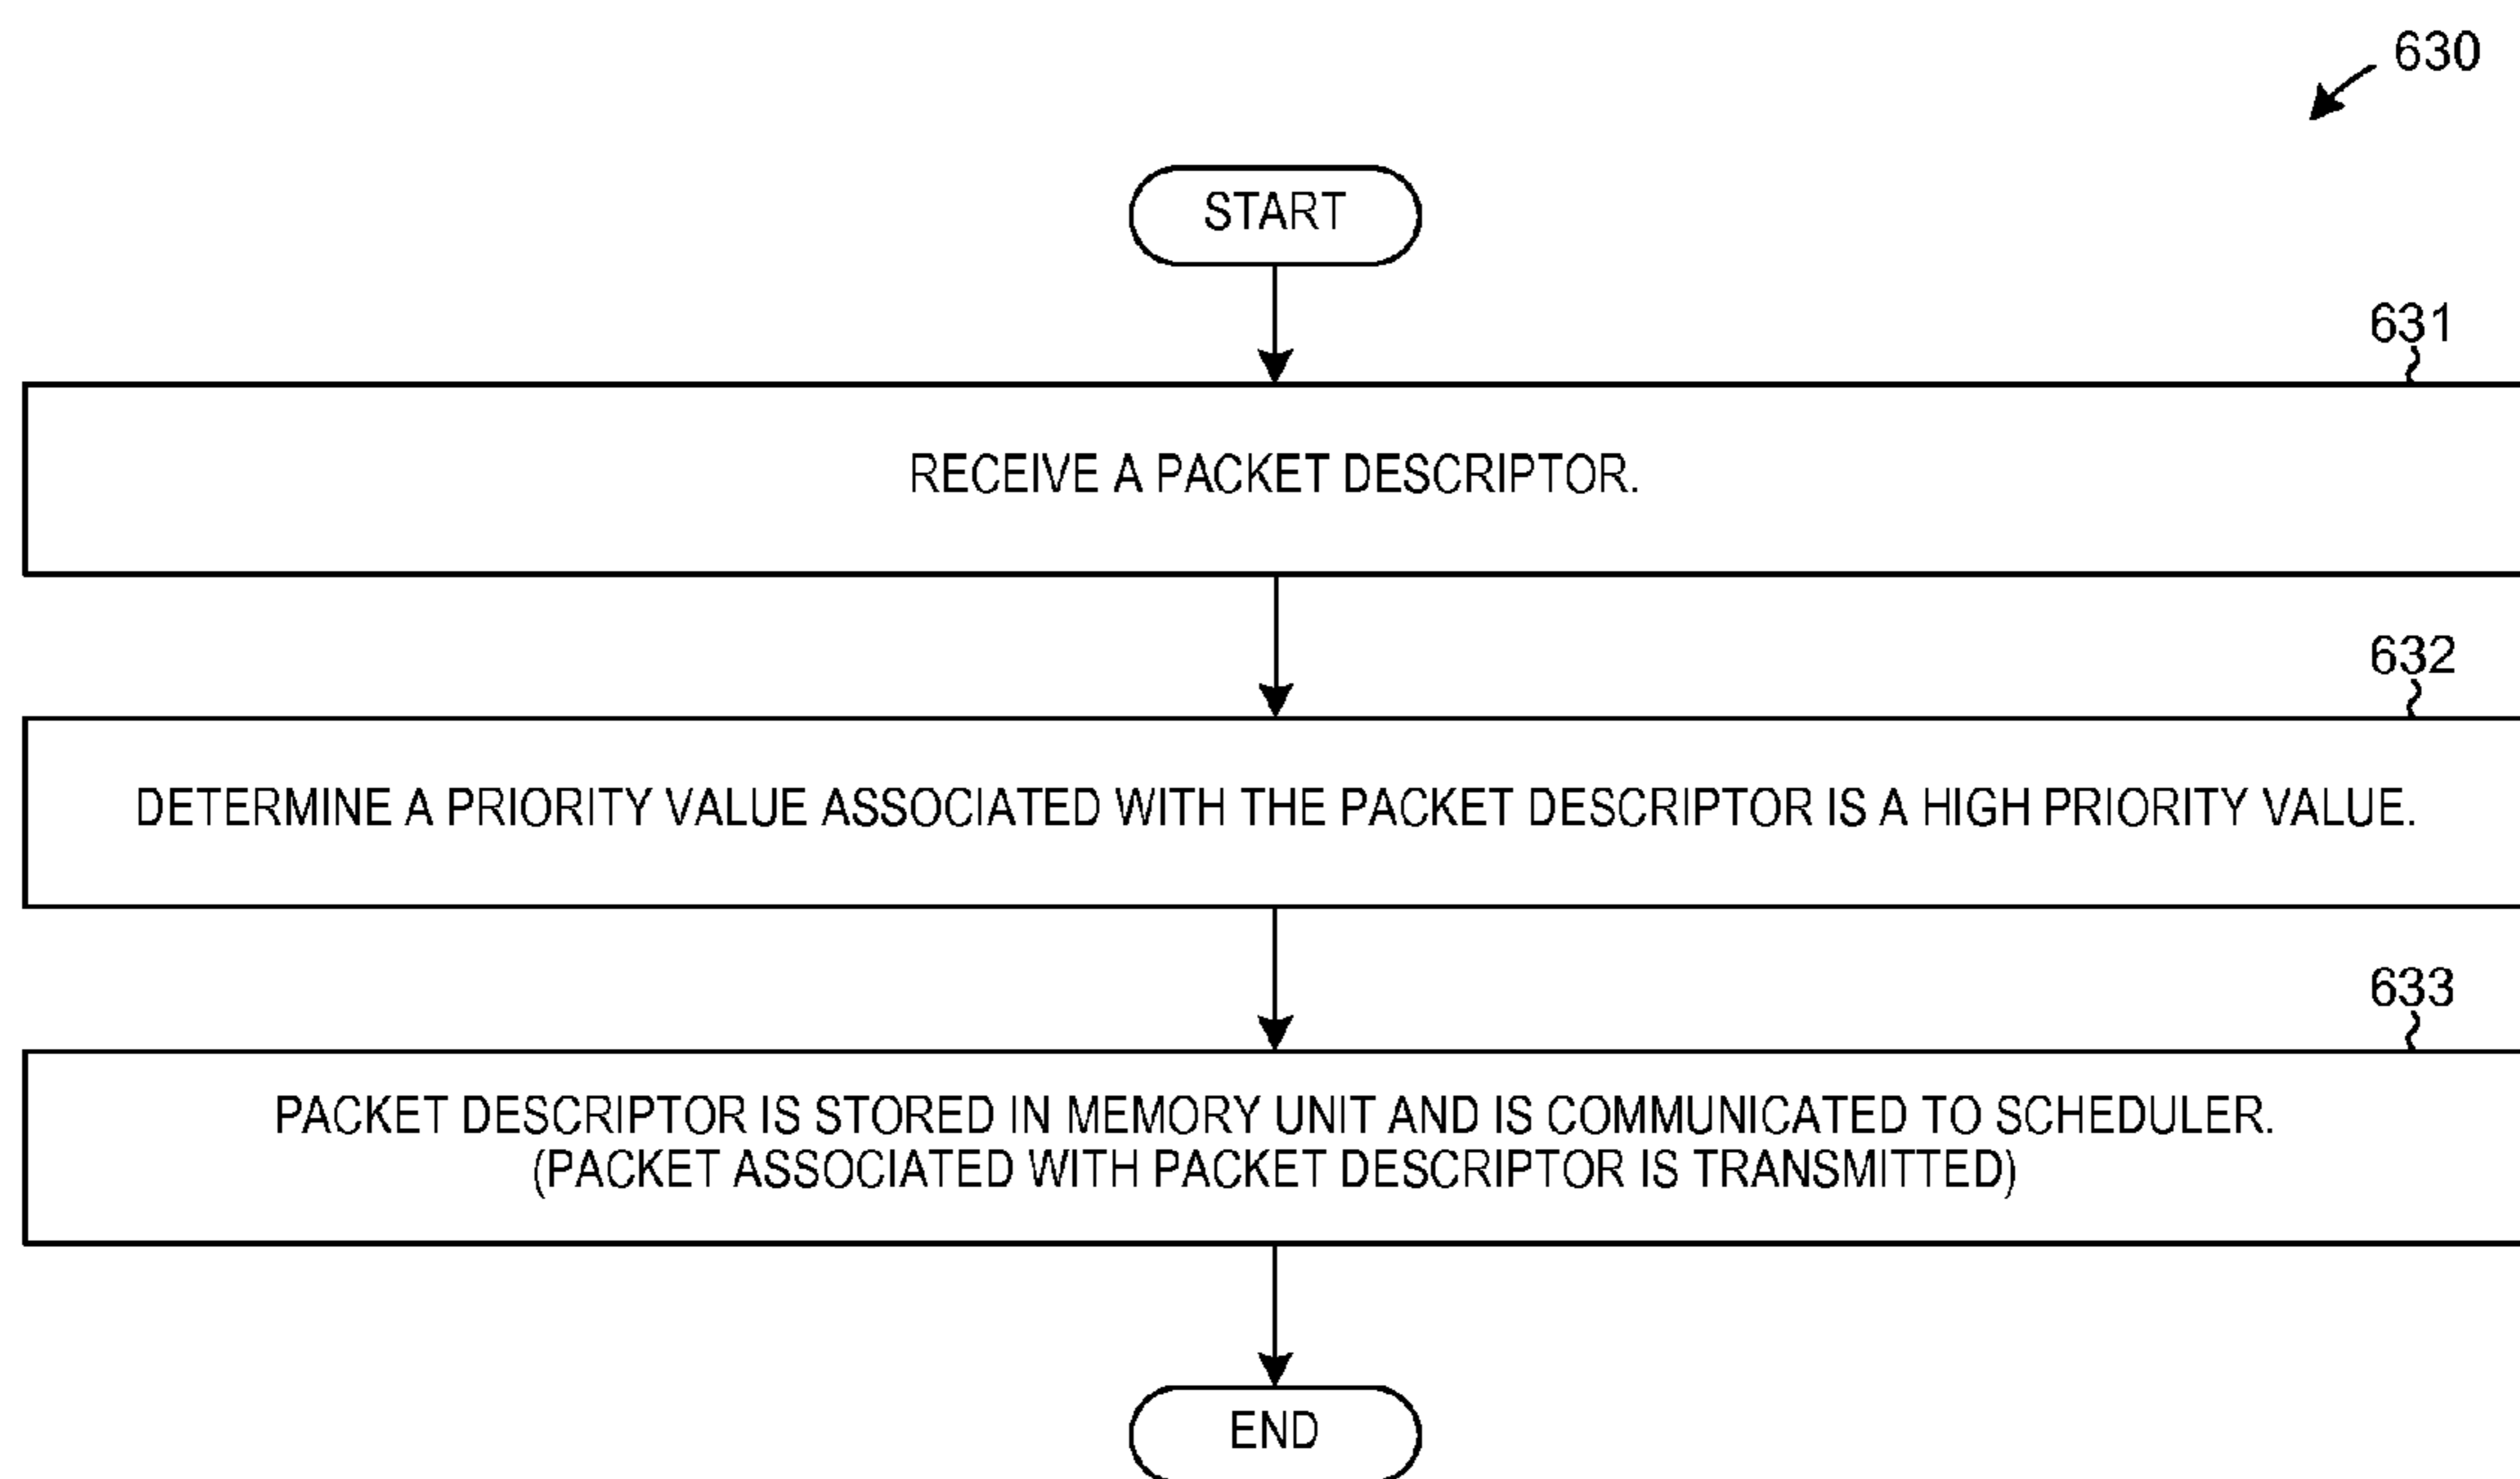 630
START
631
RECEIVE A PACKET DESCRIPTOR.
632
DETERMINE A PRIORITY VALUE ASSOCIATED WITH THE PACKET DESCRIPTOR IS A HIGH PRIORITY VALUE.
633
PACKET DESCRIPTOR IS STORED IN MEMORY UNIT AND IS COMMUNICATED TO SCHEDULER.
(PACKET ASSOCIATED WITH PACKET DESCRIPTOR IS TRANSMITTED)
END